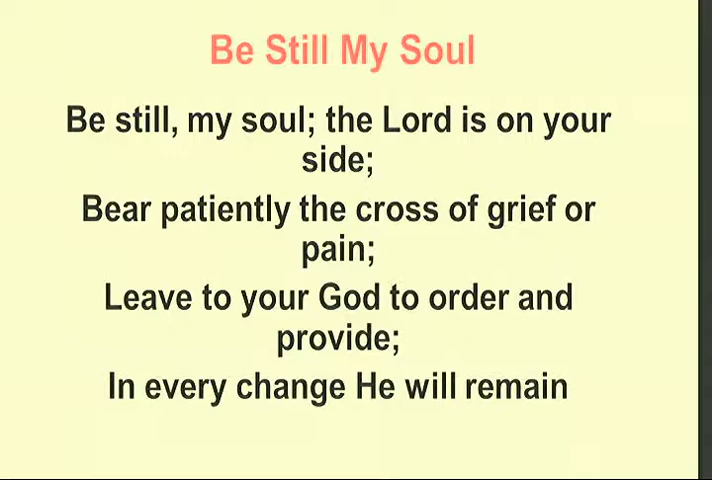 Be Still My Soul
Be still, my soul; the Lord is on your
side;
Bear patiently the cross of grief or
pain;
Leave to your God to order and
provide;
In every change He will remain